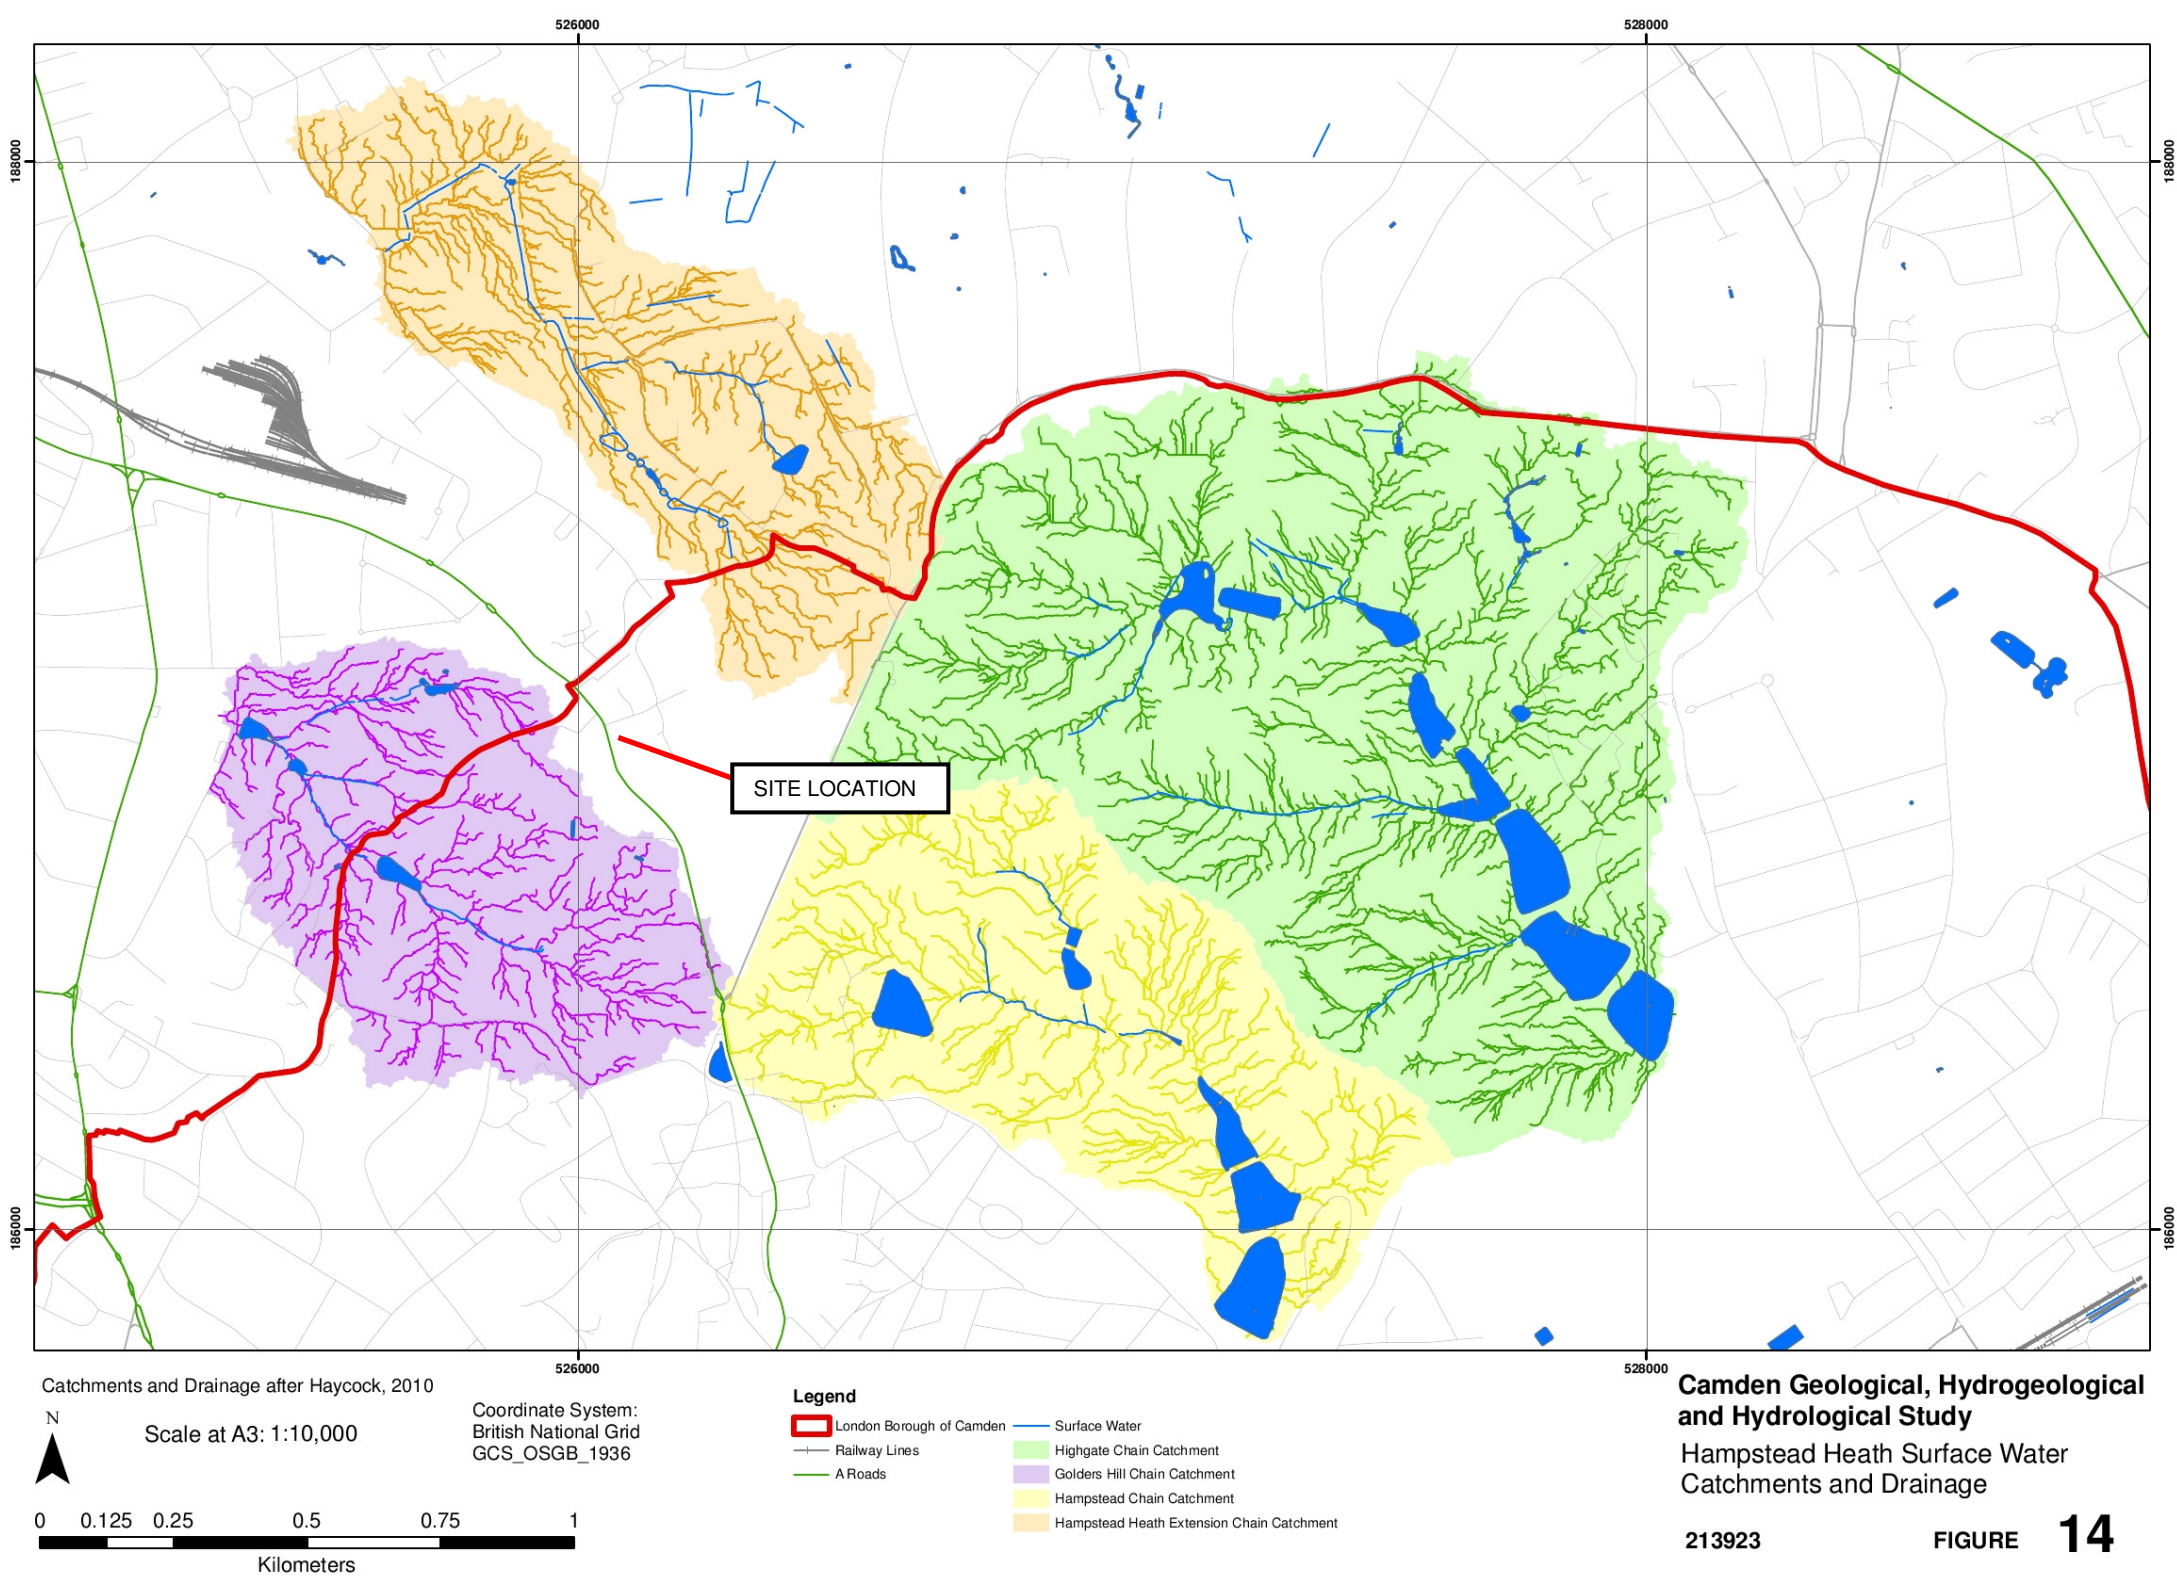 526000
528000
188000
188000
SITE LOCATION
186000
186000
526000
528000
Catchments and Drainage after Haycock, 2010
N
Scale at A3: 1:10,000
Coordinate System:
British National Grid
GCS_OSGB_1936
0 0.125 0.25 0.5 0.75 1
Kilometers
Legend
London Borough of Camden
Railway Lines
A Roads
Surface Water
Highgate Chain Catchment
Golders Hill Chain Catchment
Hampstead Chain Catchment
Hampstead Heath Extension Chain Catchment
Camden Geological, Hydrogeological
and Hydrological Study
Hampstead Heath Surface Water
Catchments and Drainage
213923 FIGURE 14